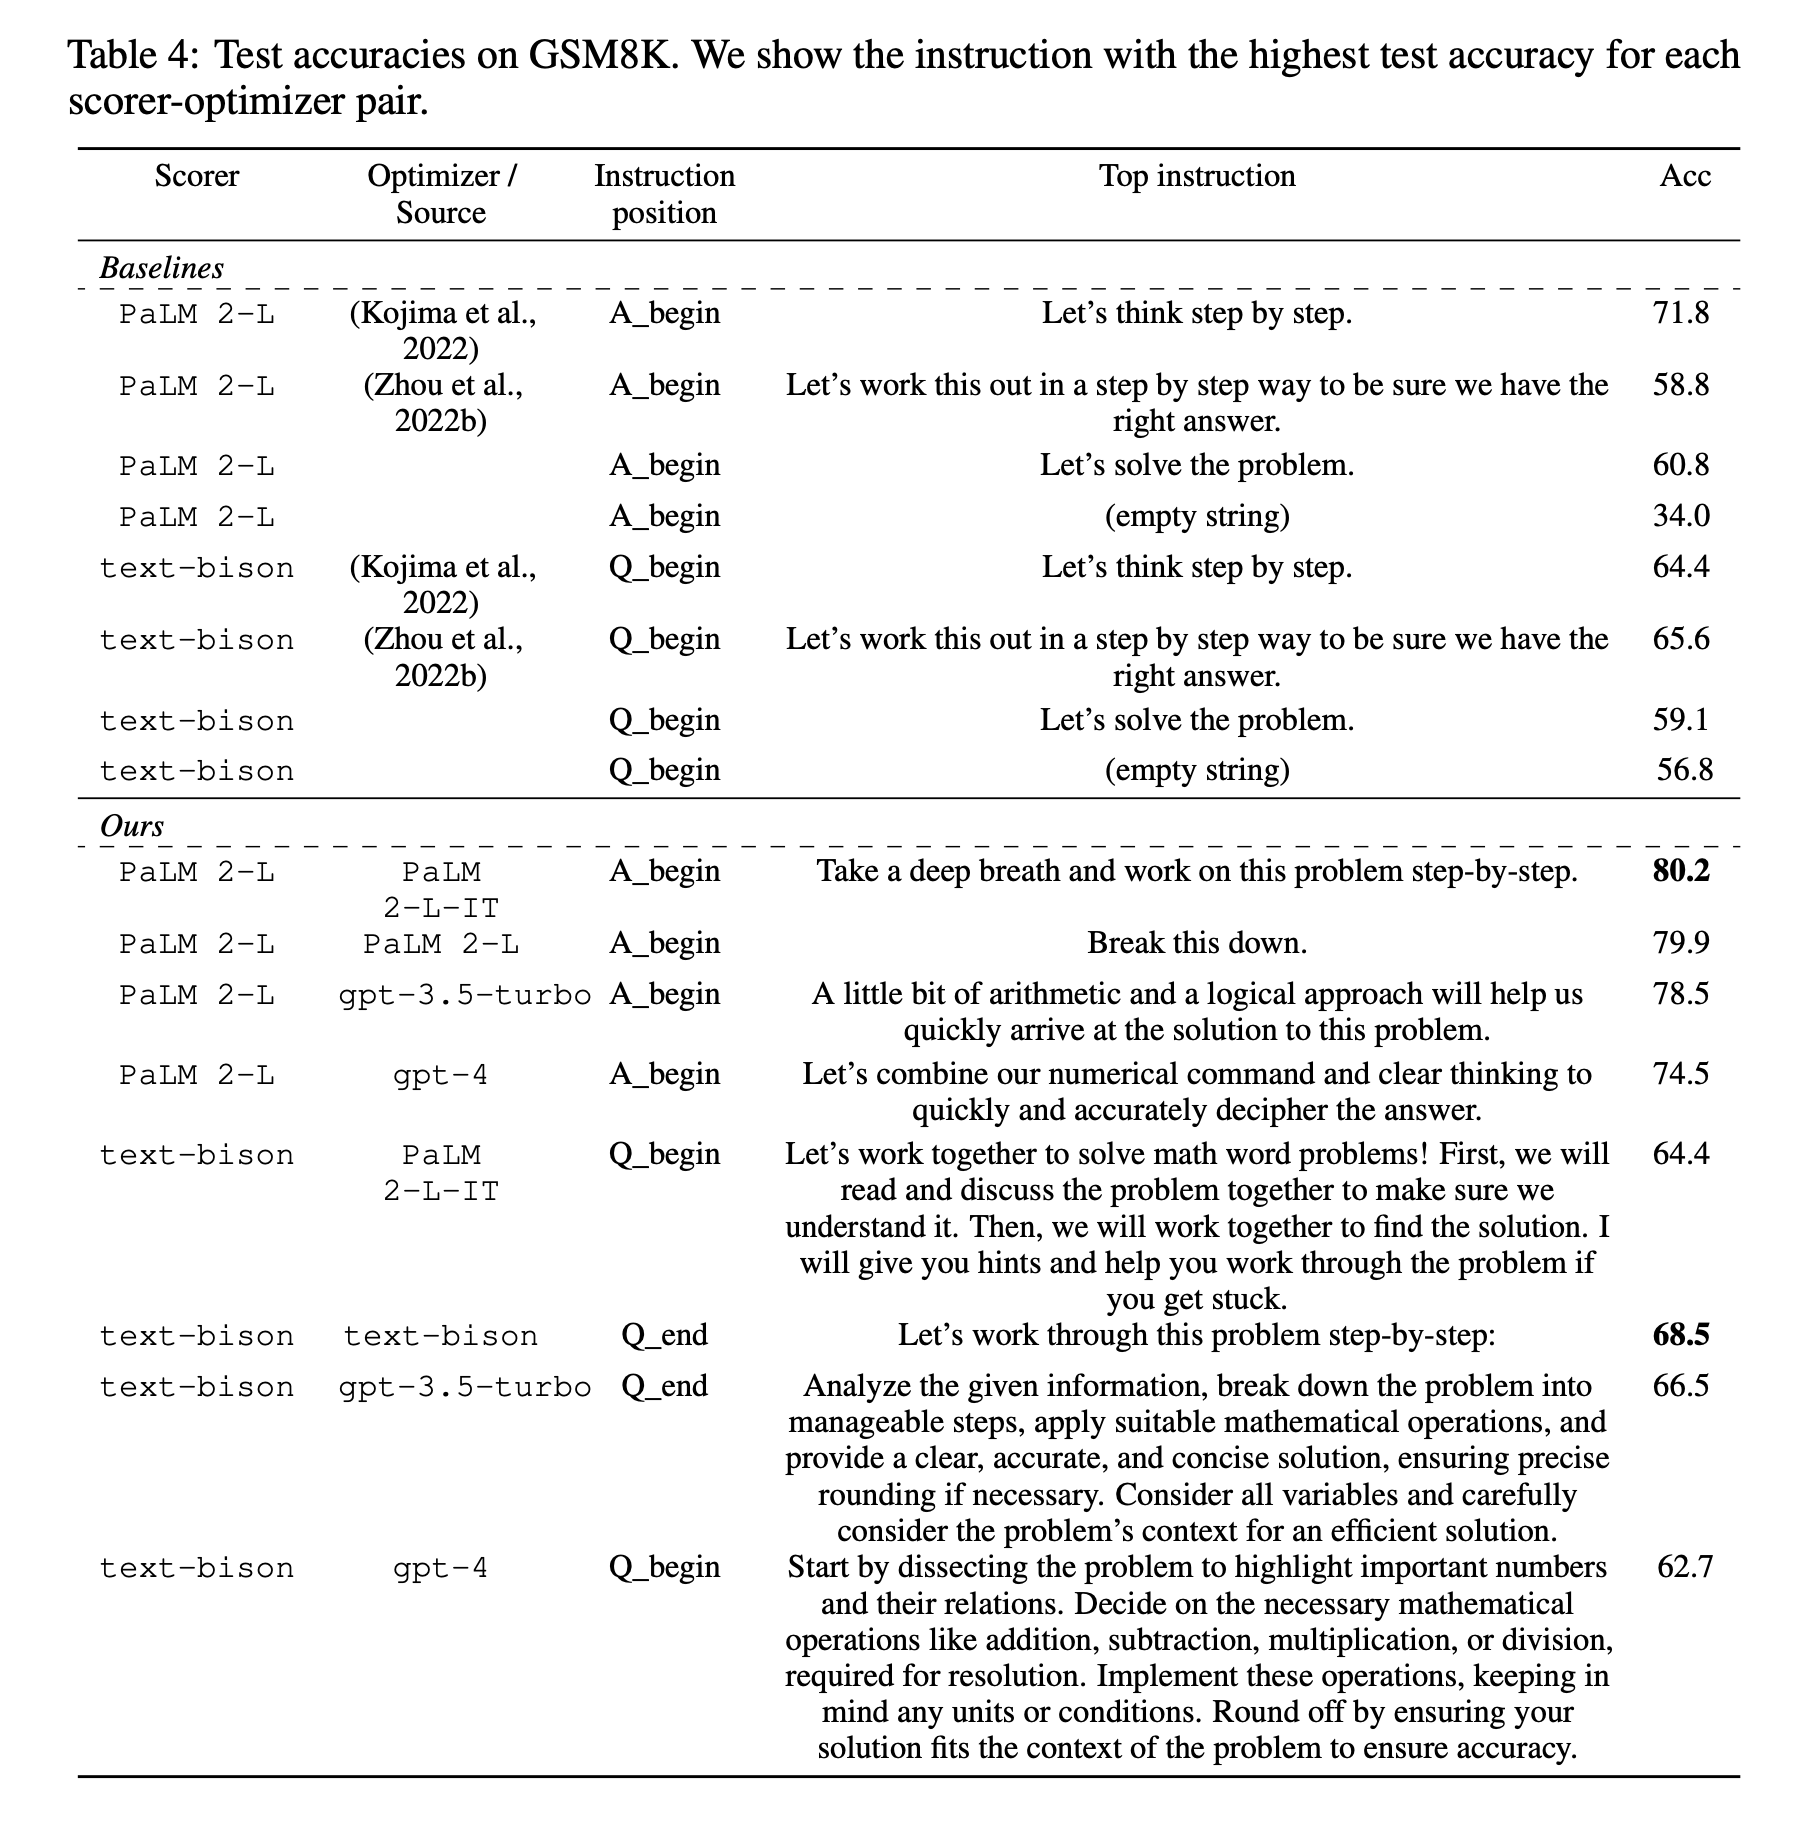 Table 4: Test accuracies on GSM8K. We show the instruction with the highest test accuracy for each
scorer-optimizer pair.
Scorer Optimizer / Instruction Top instruction Acc
Source position
Baselines
PaLM 2-L (Kojima et al., A_begin Let’s think step by step. 71.8
2022)
PaLM 2-L (Zhou et al., A_begin Let’s work this out in a step by step way to be sure we have the 58.8
2022b) right answer.
PaLM 2-L A_begin Let’s solve the problem. 60.8
PaLM 2-L A_begin (empty string) 34.0
text-bison (Kojima et al., Q_begin Let’s think step by step. 64.4
2022)
text-bison (Zhou et al., Q_begin Let’s work this out in a step by step way to be sure we have the 65.6
2022b) right answer.
text-bison Q_begin Let’s solve the problem. 59.1
text-bison Q_begin (empty string) 56.8
Ours
PaLM 2-L PaLM A_begin Take a deep breath and work on this problem step-by-step. 80.2
2-L-IT
PaLM 2-L PaLM 2-L A_begin Break this down. 79.9
PaLM 2-L gpt-3.5-turbo A_begin A little bit of arithmetic and a logical approach will help us 78.5
quickly arrive at the solution to this problem.
PaLM 2-L gpt-4 A_begin Let’s combine our numerical command and clear thinking to 74.5
quickly and accurately decipher the answer.
text-bison PaLM Q_begin Let’s work together to solve math word problems! First, we will 64.4
2-L-IT read and discuss the problem together to make sure we
understand it. Then, we will work together to find the solution. I
will give you hints and help you work through the problem if
you get stuck.
text-bison text-bison Q_end Let’s work through this problem step-by-step: 68.5
text-bison gpt-3.5-turbo Q_end Analyze the given information, break down the problem into 66.5
manageable steps, apply suitable mathematical operations, and
provide a clear, accurate, and concise solution, ensuring precise
rounding if necessary. Consider all variables and carefully
consider the problem’s context for an efficient solution.
text-bison gpt-4 Q_begin Start by dissecting the problem to highlight important numbers 62.7
and their relations. Decide on the necessary mathematical
operations like addition, subtraction, multiplication, or division,
required for resolution. Implement these operations, keeping in
mind any units or conditions. Round off by ensuring your
solution fits the context of the problem to ensure accuracy.